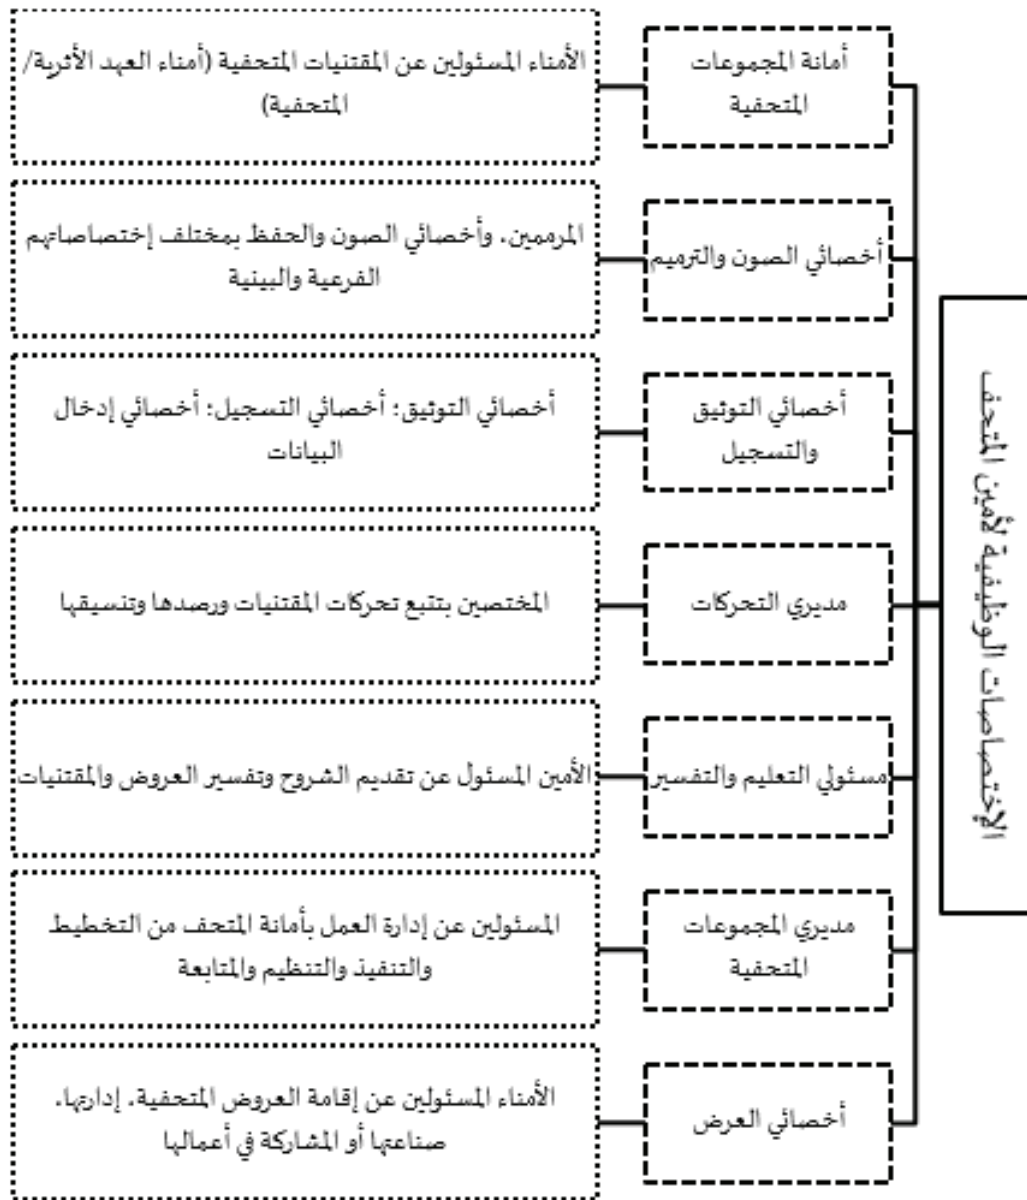 الإختصاصات الوظيفية لأمين المتحف
أمانة المجموعات
المتحفية
الأمناء المسئولين عن المقتنيات المتحفية (أمناء العهد الأثرية/
المتحفية)
أخصائي الصون والترميم
المرممين، وأخصائي الصون والحفظ بمختلف إختصاصاتهم
الفرعية والبينية
أخصائي التوثيق
والتسجيل
أخصائي التوثيق؛ أخصائي التسجيل؛ أخصائي إدخال
البيانات
مديري التحركات
المختصين بتتبع تحركات المقتنيات ورصدها وتنسيقها
مسئولي التعليم والتفسير
الأمين المسئول عن تقديم الشروح وتفسير العروض والمقتنيات
مديري المجموعات
المتحفية
المسئولين عن إدارة العمل بأمانة المتحف من التخطيط
والتنفيذ والتنظيم والمتابعة
أخصائي العرض
الأمناء المسئولين عن إقامة العروض المتحفية، إدارتها،
صناعتها أو المشاركة في أعمالها